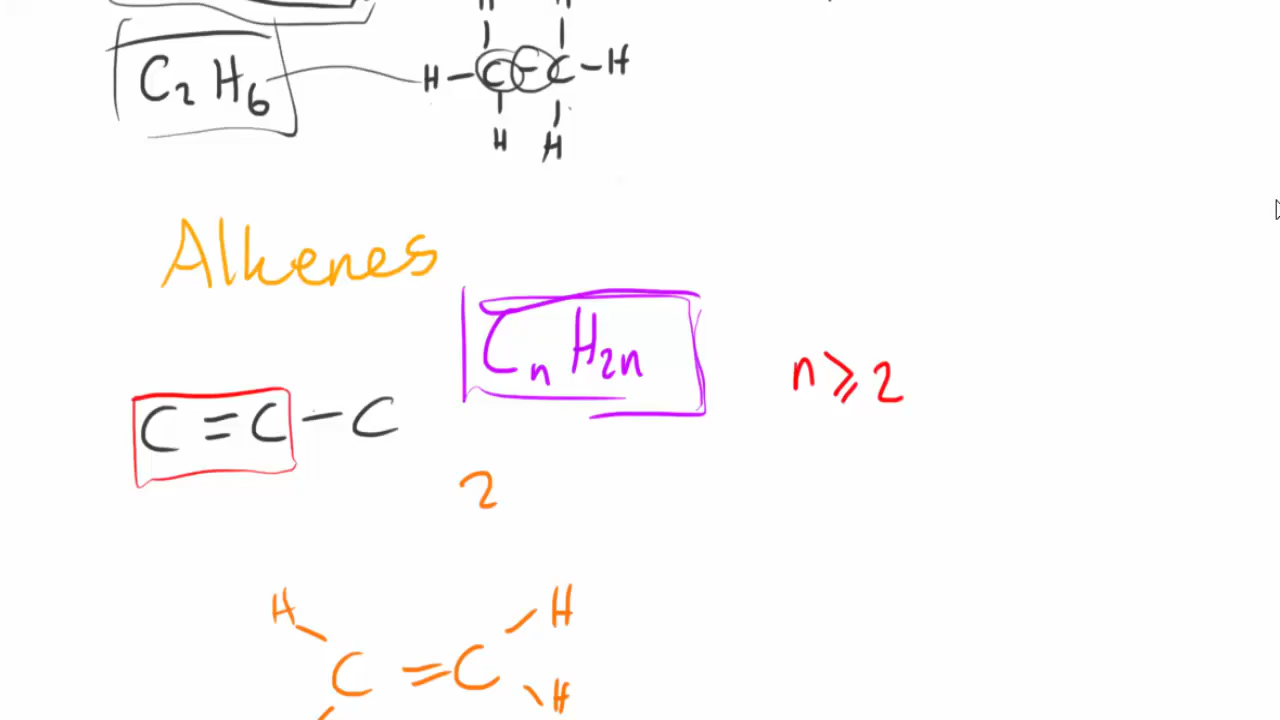 H H
C₂H₆ H-C-C-H
H H
Alkenes
CₙH₂ₙ
n ⩾ 2
C=C-C
2
H H
C=C
H